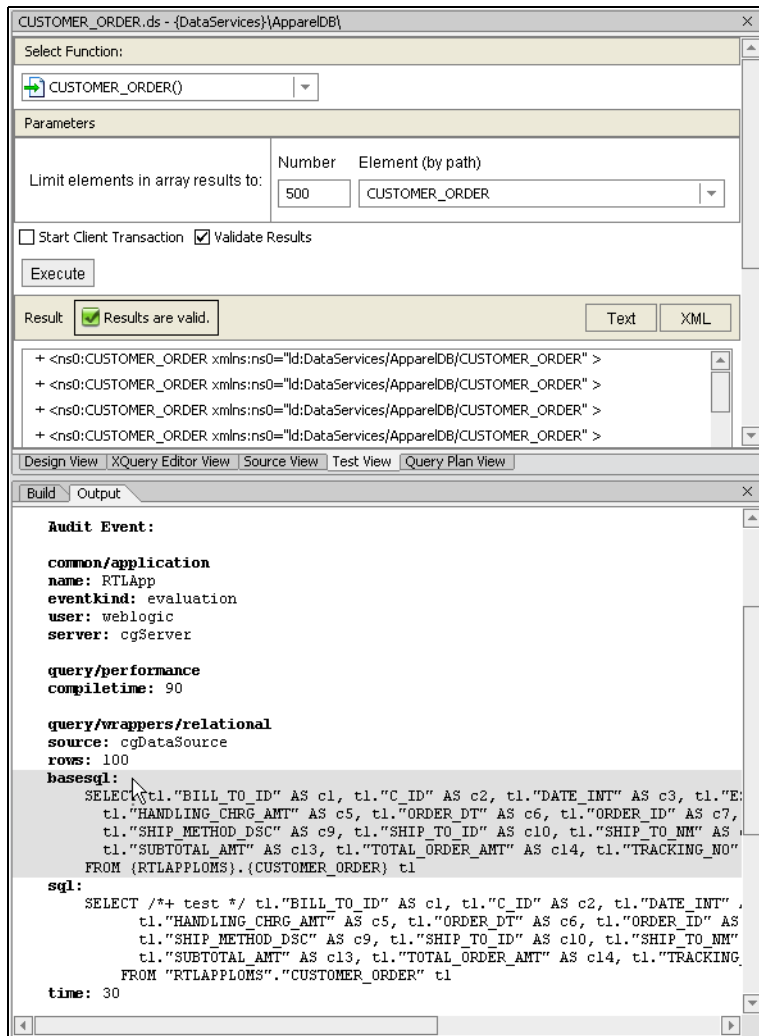 CUSTOMER_ORDER.ds - {DataServices}\ApparelDB\
Select Function:
CUSTOMER_ORDER()
Parameters
Limit elements in array results to:
Number Element (by path)
500 CUSTOMER_ORDER
Start Client Transaction Validate Results
Execute
Result Results are valid. Text XML
+ <ns0:CUSTOMER_ORDER xmlns:ns0="ld:DataServices/ApparelDB/CUSTOMER_ORDER" >
+ <ns0:CUSTOMER_ORDER xmlns:ns0="ld:DataServices/ApparelDB/CUSTOMER_ORDER" >
+ <ns0:CUSTOMER_ORDER xmlns:ns0="ld:DataServices/ApparelDB/CUSTOMER_ORDER" >
+ <ns0:CUSTOMER_ORDER xmlns:ns0="ld:DataServices/ApparelDB/CUSTOMER_ORDER" >
Design View XQuery Editor View Source View Test View Query Plan View
Build Output
Audit Event:
common/application
name: RTLApp
eventkind: evaluation
user: weblogic
server: cgServer
query/performance
compiletime: 90
query/wrappers/relational
source: cgDataSource
rows: 100
basesql:
SELECT t1."BILL_TO_ID" AS c1, t1."C_ID" AS c2, t1."DATE_INT" AS c3, t1.
t1."HANDLING_CHRG_AMT" AS c5, t1."ORDER_DT" AS c6, t1."ORDER_ID" AS c7,
t1."SHIP_METHOD_DSC" AS c9, t1."SHIP_TO_ID" AS c10, t1."SHIP_TO_NM" AS
t1."SUBTOTAL_AMT" AS c13, t1."TOTAL_ORDER_AMT" AS c14, t1."TRACKING_NO"
FROM {RTLAPPLOMS}.{CUSTOMER_ORDER} t1
sql:
SELECT /*+ test */ t1."BILL_TO_ID" AS c1, t1."C_ID" AS c2, t1."DATE_INT"
t1."HANDLING_CHRG_AMT" AS c5, t1."ORDER_DT" AS c6, t1."ORDER_ID" AS
t1."SHIP_METHOD_DSC" AS c9, t1."SHIP_TO_ID" AS c10, t1."SHIP_TO_NM"
t1."SUBTOTAL_AMT" AS c13, t1."TOTAL_ORDER_AMT" AS c14, t1."TRACKING_
FROM "RTLAPPLOMS"."CUSTOMER_ORDER" t1
time: 30